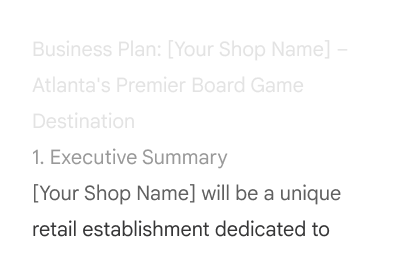 Business Plan: [Your Shop Name] –
Atlanta's Premier Board Game
Destination
1. Executive Summary
[Your Shop Name] will be a unique
retail establishment dedicated to